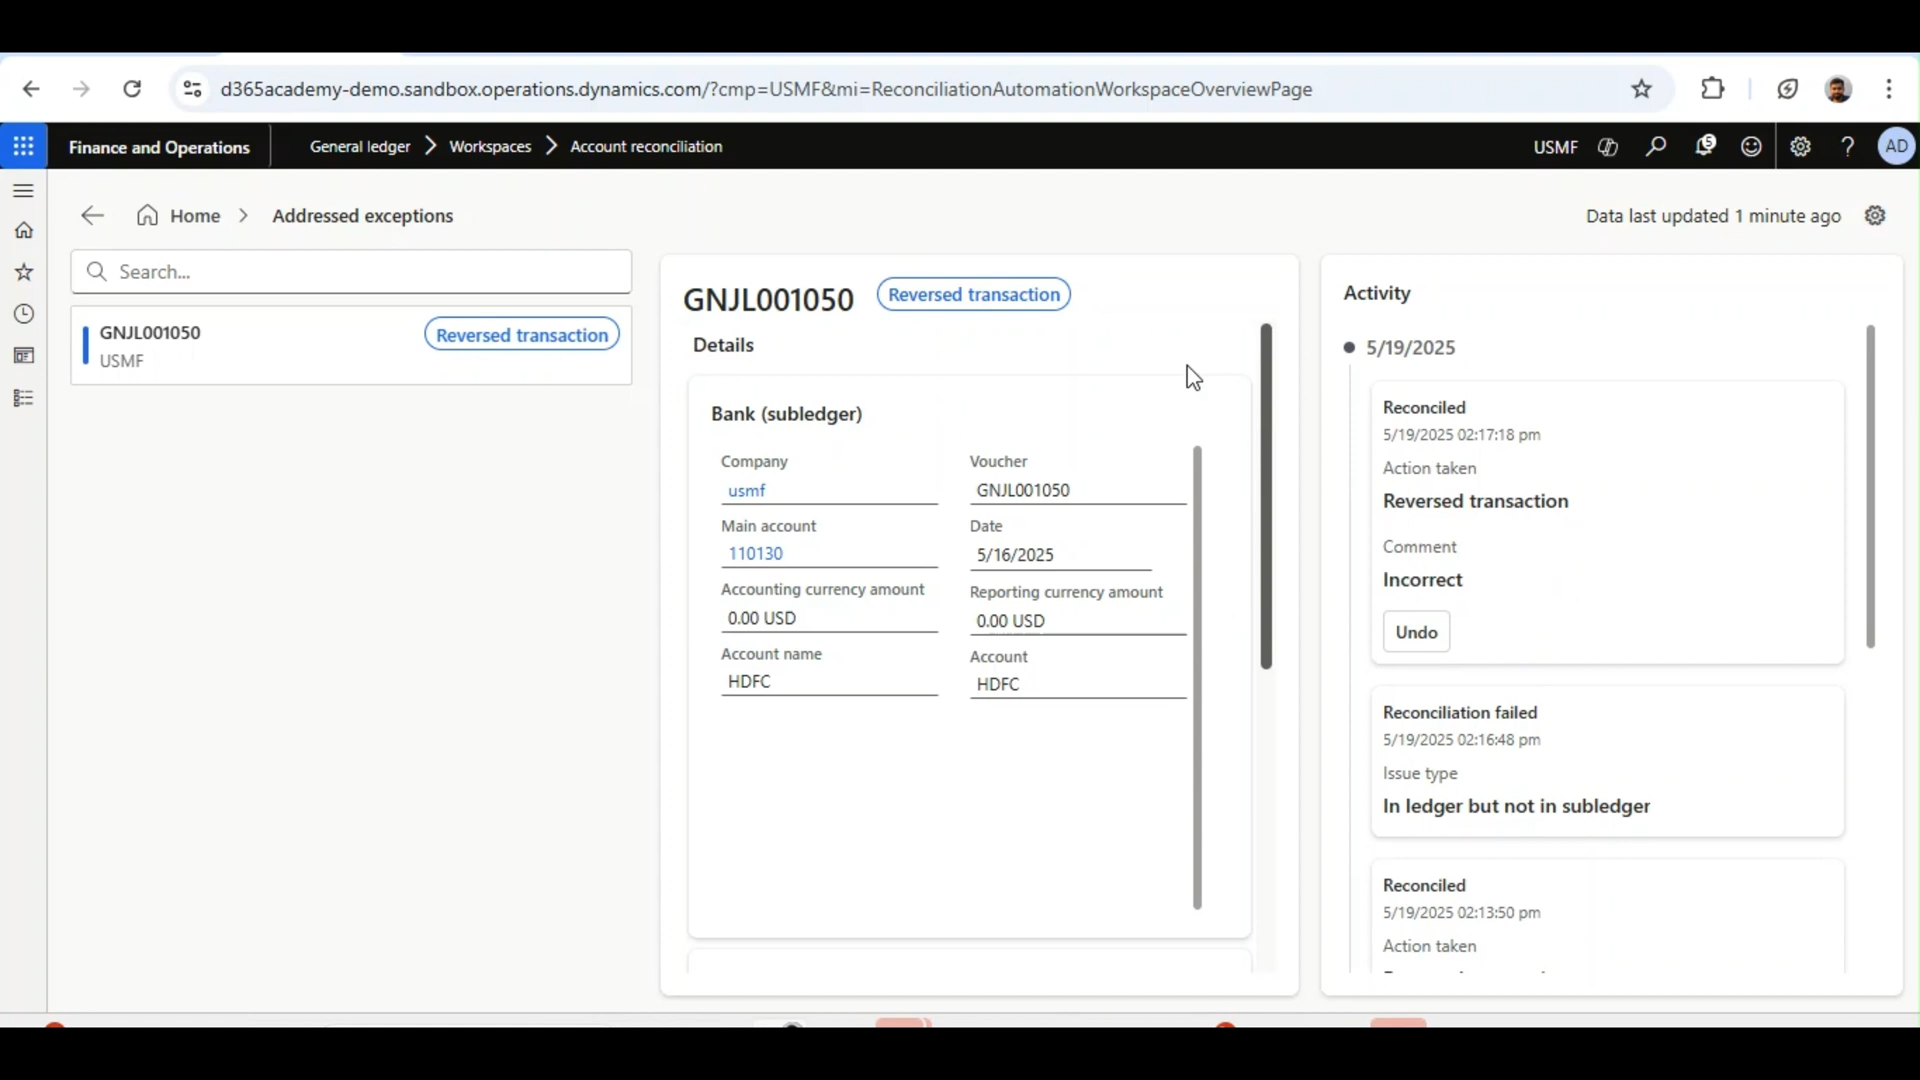 d365academy-demo.sandbox.operations.dynamics.com/?cmp=USMF&mi=ReconciliationAutomationWorkspaceOverviewPage
Finance and Operations
General ledger
Workspaces
Account reconciliation
USMF
5
?
AD
Home
Addressed exceptions
Data last updated 1 minute ago
Search...
GNJL001050
Reversed transaction
USMF
GNJL001050
Reversed transaction
Details
Bank (subledger)
Company
usmf
Voucher
GNJL001050
Main account
110130
Date
5/16/2025
Accounting currency amount
0.00 USD
Reporting currency amount
0.00 USD
Account name
HDFC
Account
HDFC
Activity
5/19/2025
Reconciled
5/19/2025 02:17:18 pm
Action taken
Reversed transaction
Comment
Incorrect
Undo
Reconciliation failed
5/19/2025 02:16:48 pm
Issue type
In ledger but not in subledger
Reconciled
5/19/2025 02:13:50 pm
Action taken